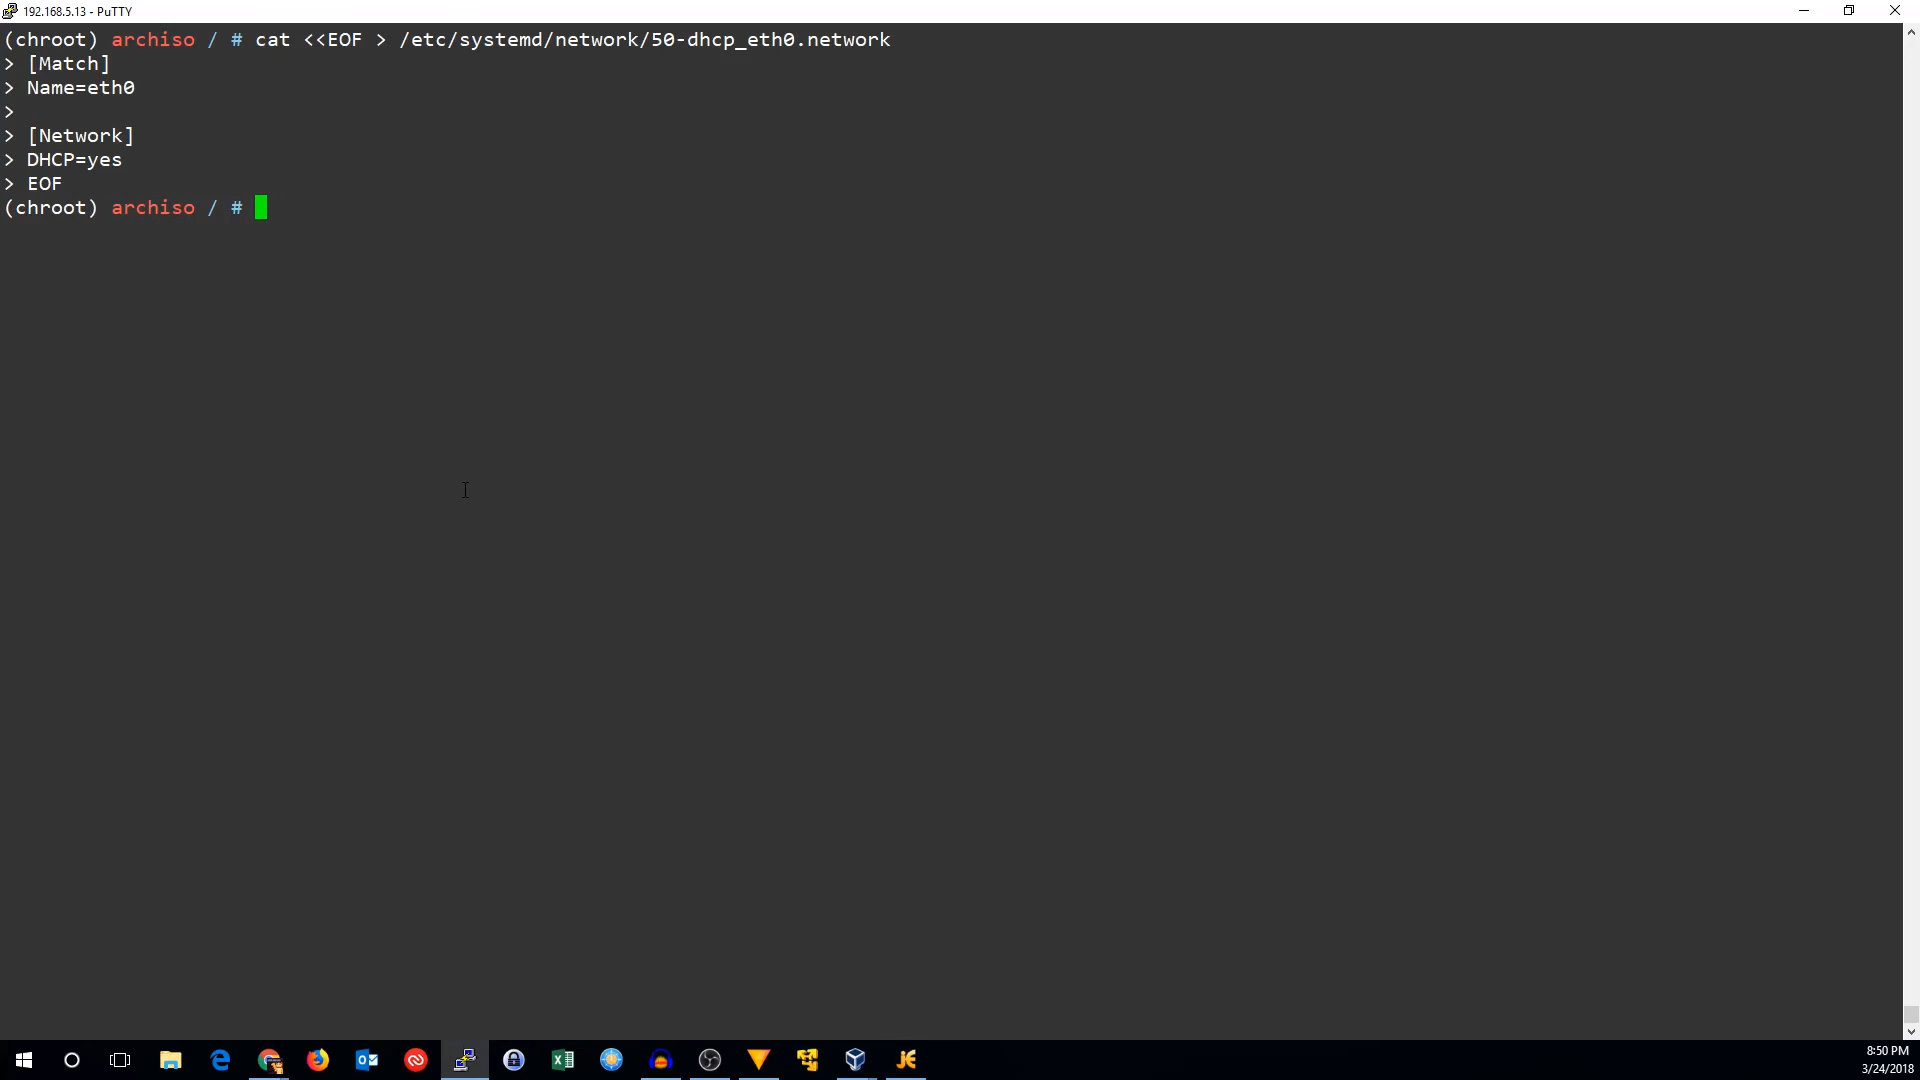 192.168.5.13 - PuTTY
(chroot) archiso / # cat <<EOF > /etc/systemd/network/50-dhcp_eth0.network
> [Match]
> Name=eth0
>
> [Network]
> DHCP=yes
> EOF
(chroot) archiso / #
8:50 PM
3/24/2018